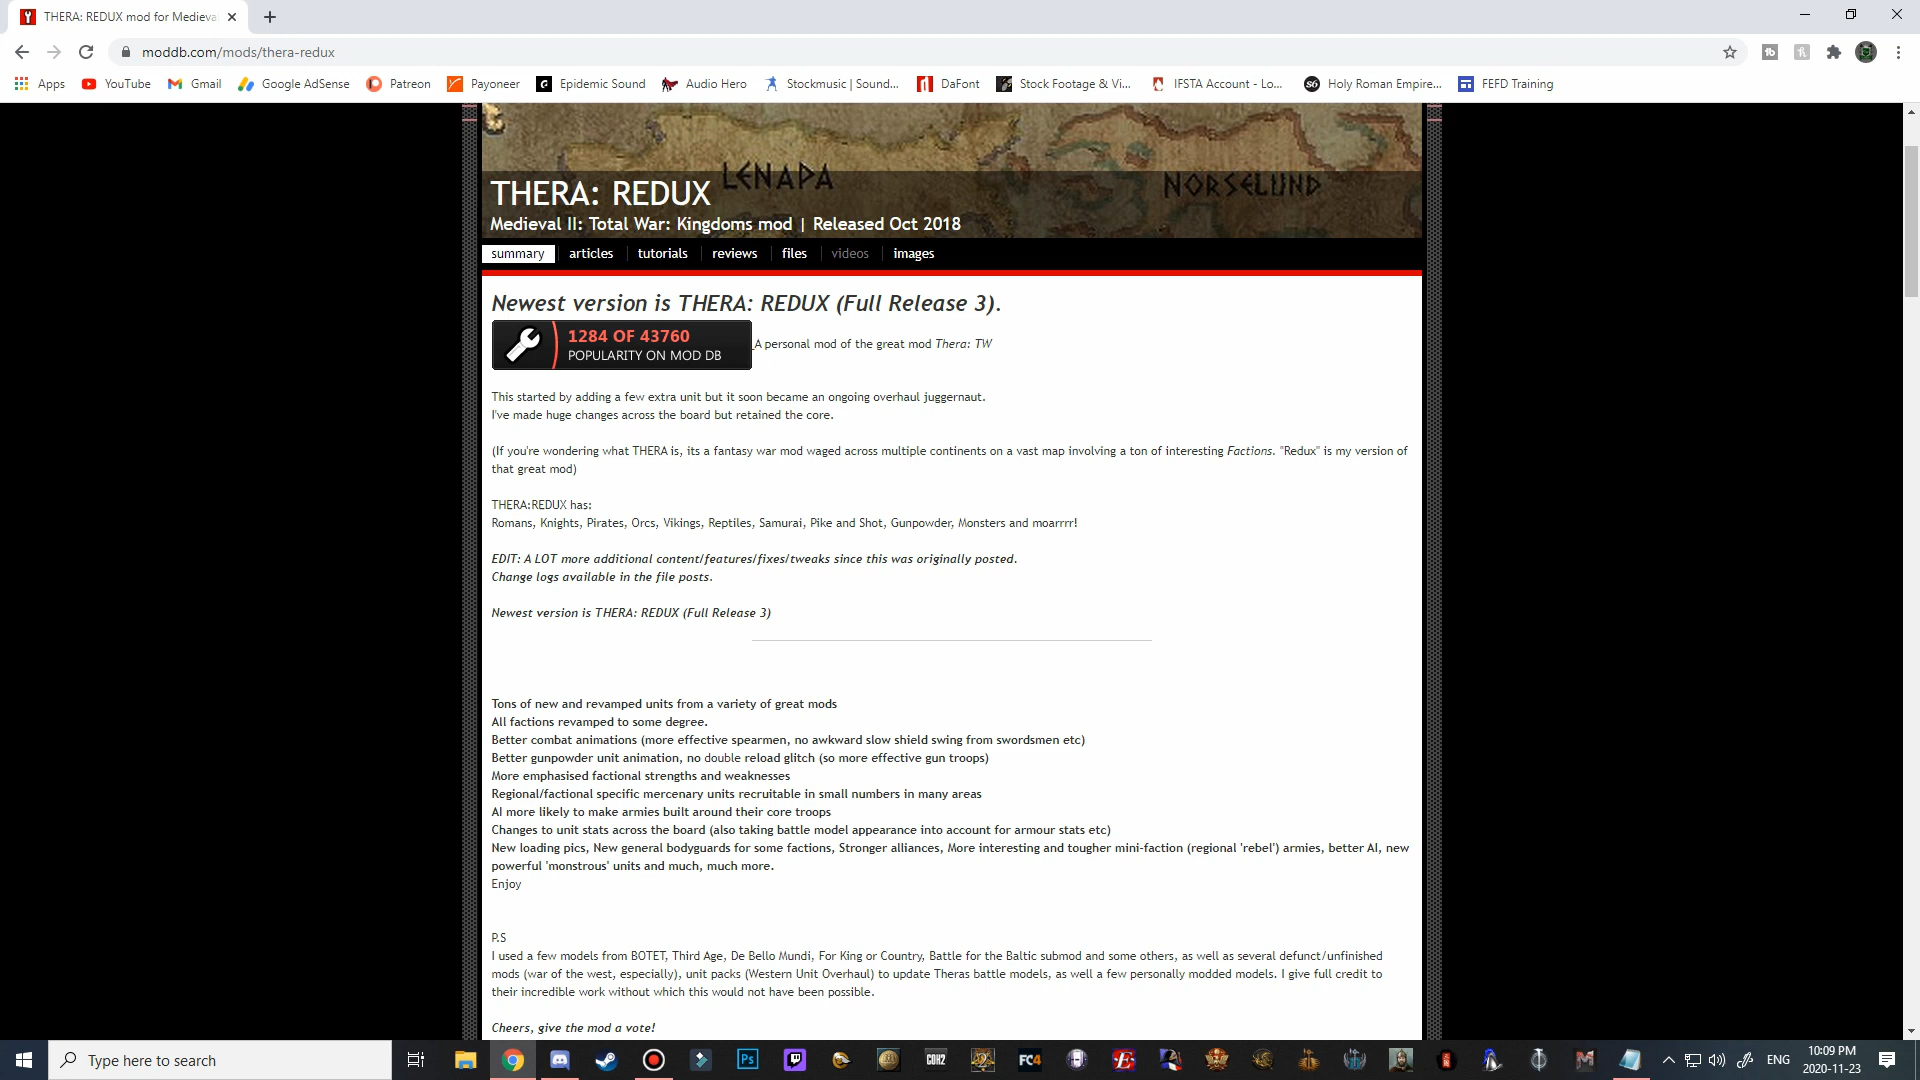 THERA: REDUX mod for Medieva
moddb.com/mods/thera-redux
Apps YouTube Gmail Google AdSense Patreon Payoneer Epidemic Sound Audio Hero Stockmusic | Sound... DaFont Stock Footage & Vi... IFSTA Account - Lo... Holy Roman Empire... FEFD Training
LENAPA
NORSELUND
THERA: REDUX
Medieval II: Total War: Kingdoms mod | Released Oct 2018
summary articles tutorials reviews files videos images
Newest version is THERA: REDUX (Full Release 3).
1284 OF 43760
POPULARITY ON MOD DB
A personal mod of the great mod Thera: TW
This started by adding a few extra unit but it soon became an ongoing overhaul juggernaut.
I've made huge changes across the board but retained the core.
(If you're wondering what THERA is, its a fantasy war mod waged across multiple continents on a vast map involving a ton of interesting Factions. "Redux" is my version of
that great mod)
THERA:REDUX has:
Romans, Knights, Pirates, Orcs, Vikings, Reptiles, Samurai, Pike and Shot, Gunpowder, Monsters and moarrrr!
EDIT: A LOT more additional content/features/fixes/tweaks since this was originally posted.
Change logs available in the file posts.
Newest version is THERA: REDUX (Full Release 3)
Tons of new and revamped units from a variety of great mods
All factions revamped to some degree.
Better combat animations (more effective spearmen, no awkward slow shield swing from swordsmen etc)
Better gunpowder unit animation, no double reload glitch (so more effective gun troops)
More emphasised factional strengths and weaknesses
Regional/factional specific mercenary units recruitable in small numbers in many areas
AI more likely to make armies built around their core troops
Changes to unit stats across the board (also taking battle model appearance into account for armour stats etc)
New loading pics, New general bodyguards for some factions, Stronger alliances, More interesting and tougher mini-faction (regional 'rebel') armies, better AI, new
powerful 'monstrous' units and much, much more.
Enjoy
P.S
I used a few models from BOTET, Third Age, De Bello Mundi, For King or Country, Battle for the Baltic submod and some others, as well as several defunct/unfinished
mods (war of the west, especially), unit packs (Western Unit Overhaul) to update Theras battle models, as well a few personally modded models. I give full credit to
their incredible work without which this would not have been possible.
Cheers, give the mod a vote!
Type here to search
Ps
COH2
FC4
ENG
10:09 PM
2020-11-23